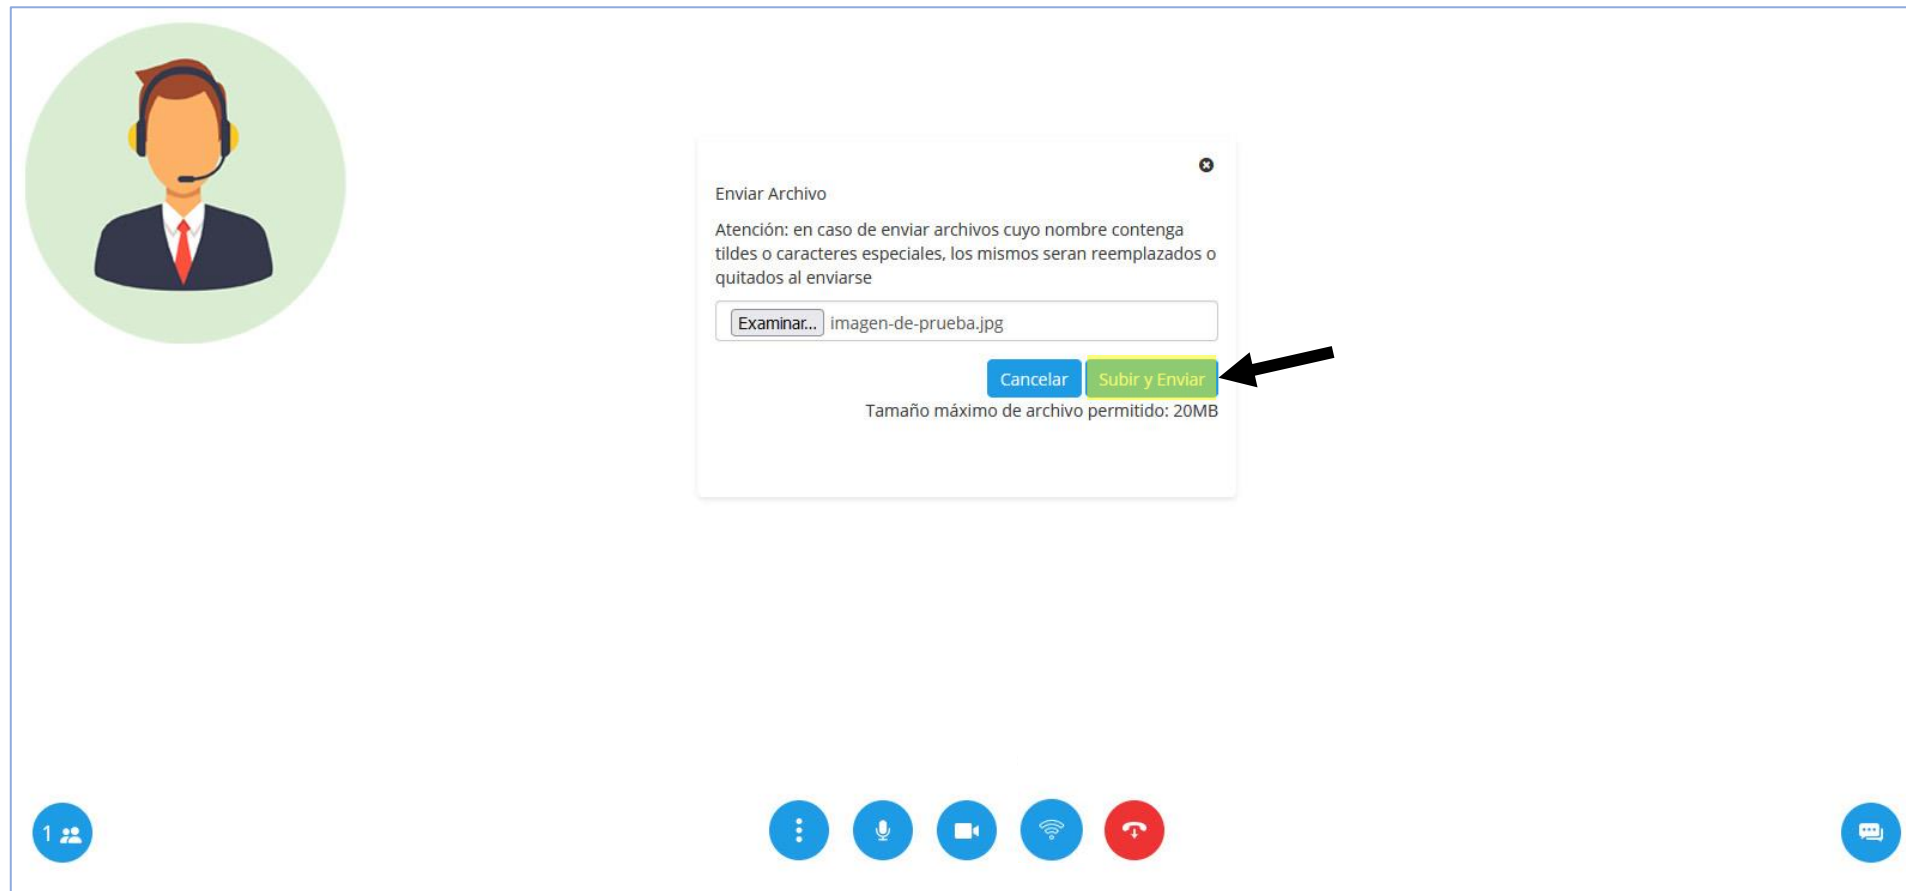 Enviar Archivo
Atención: en caso de enviar archivos cuyo nombre contenga
tildes o caracteres especiales, los mismos seran reemplazados o
quitados al enviarse
Examinar... imagen-de-prueba.jpg
Cancelar Subir y Enviar
Tamaño máximo de archivo permitido: 20MB
1